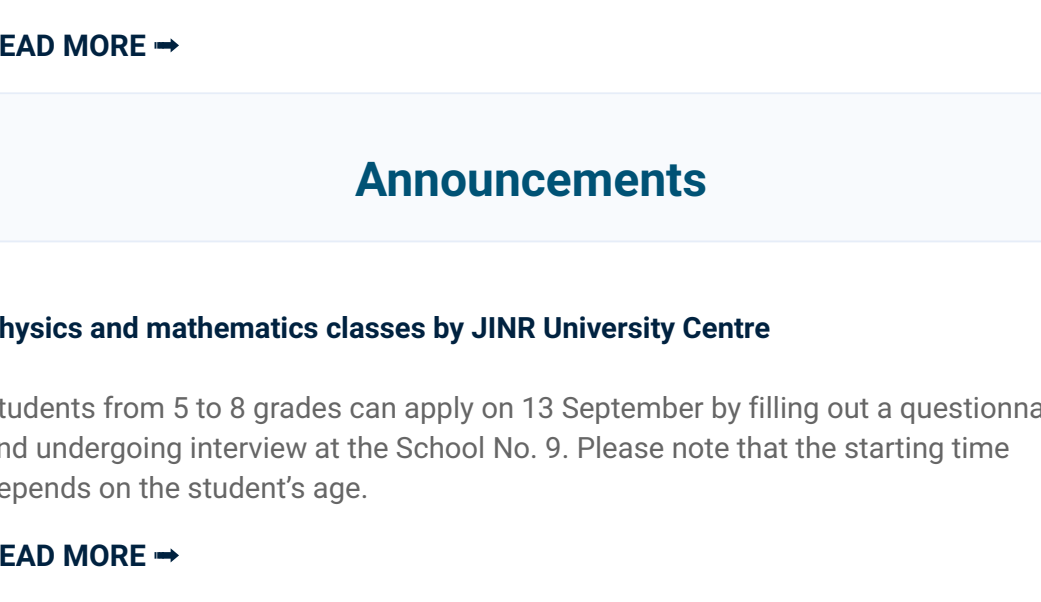 EAD MORE ➡
Announcements
hysics and mathematics classes by JINR University Centre
tudents from 5 to 8 grades can apply on 13 September by filling out a questionna
nd undergoing interview at the School No. 9. Please note that the starting time
epends on the student’s age.
EAD MORE ➡